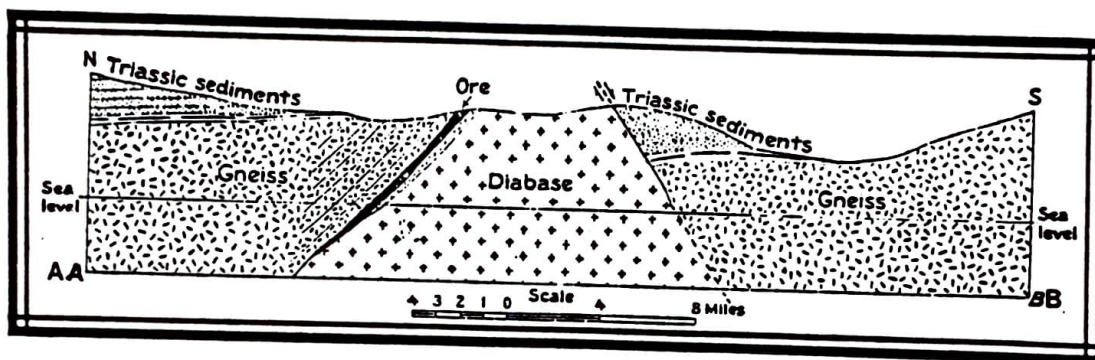 N Triassic sediments
Ore
Triassic sediments
S
Gneiss
Diabase
Gneiss
Sea level
Sea level
AA
BB
Scale
4 3 2 1 0 4 8 Miles